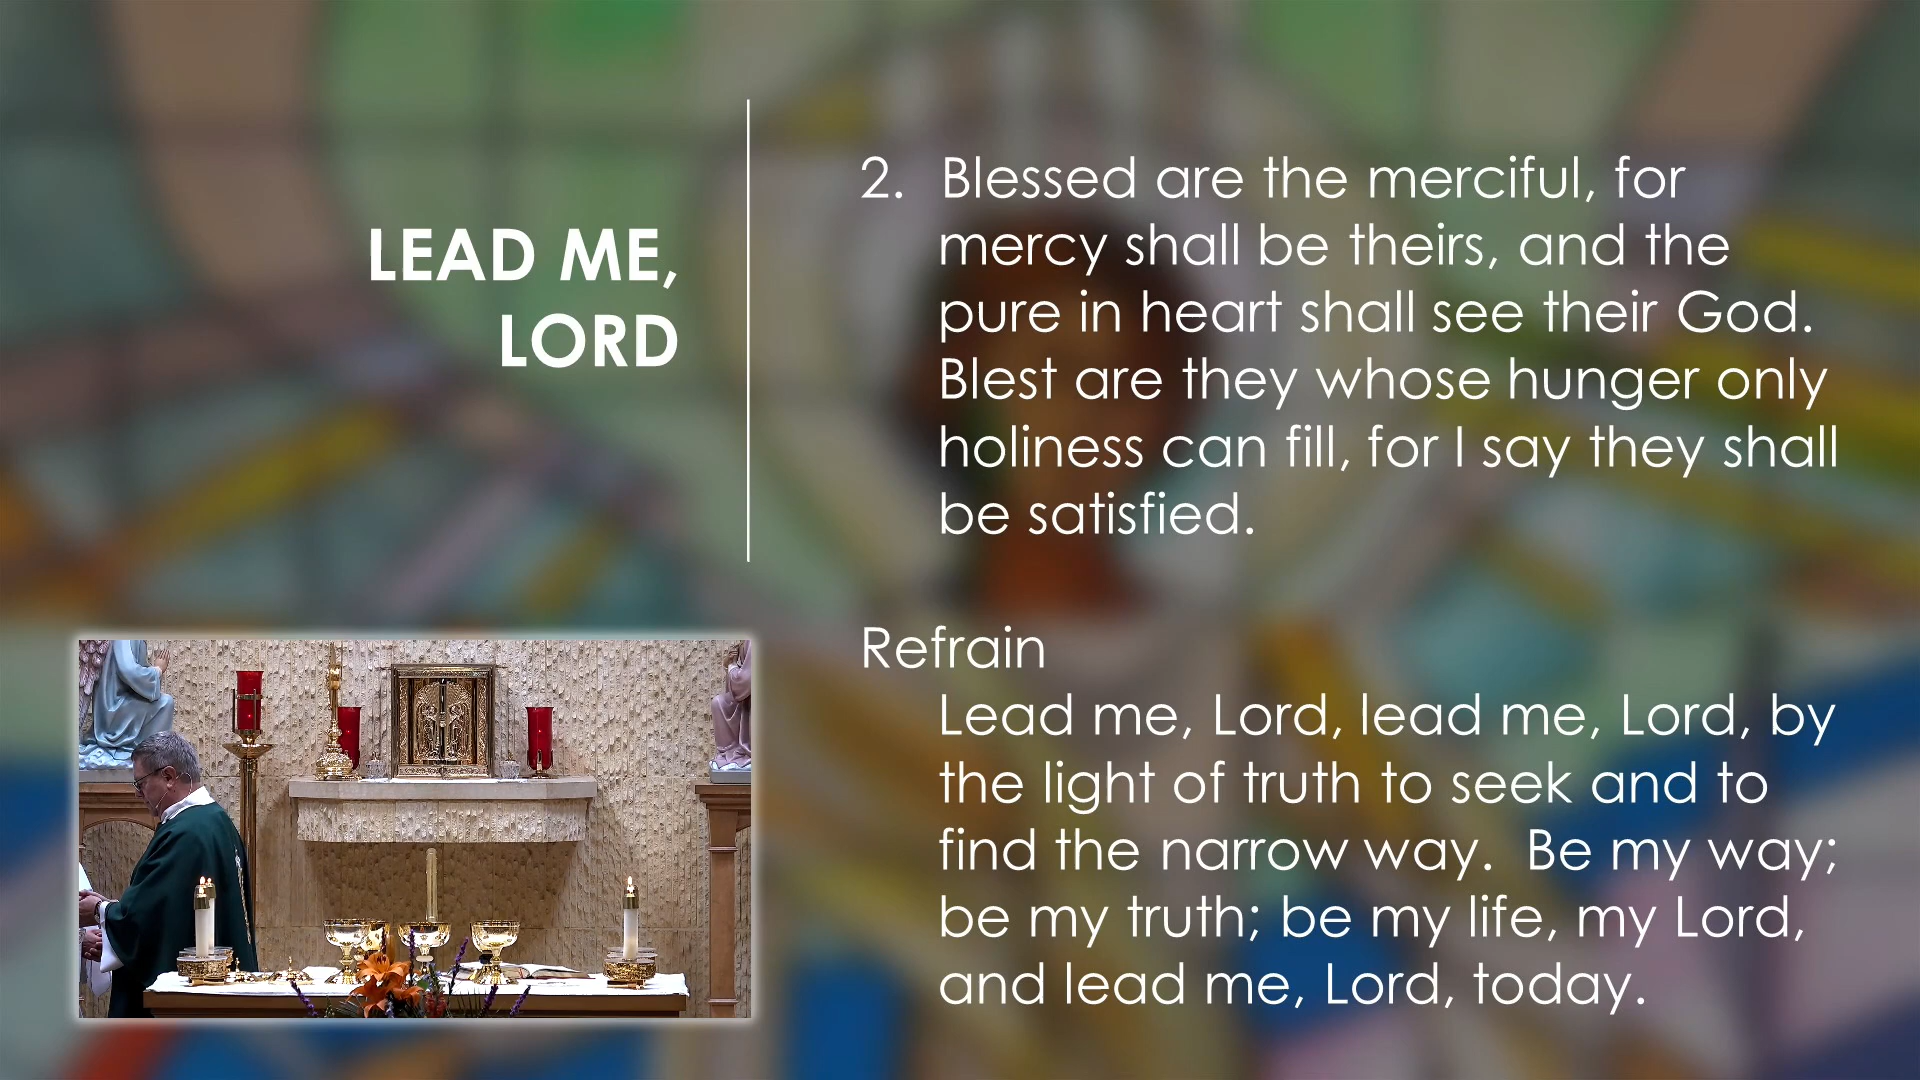 LEAD ME,
LORD
2. Blessed are the merciful, for
mercy shall be theirs, and the
pure in heart shall see their God.
Blest are they whose hunger only
holiness can fill, for I say they shall
be satisfied.
Refrain
Lead me, Lord, lead me, Lord, by
the light of truth to seek and to
find the narrow way. Be my way;
be my truth; be my life, my Lord,
and lead me, Lord, today.